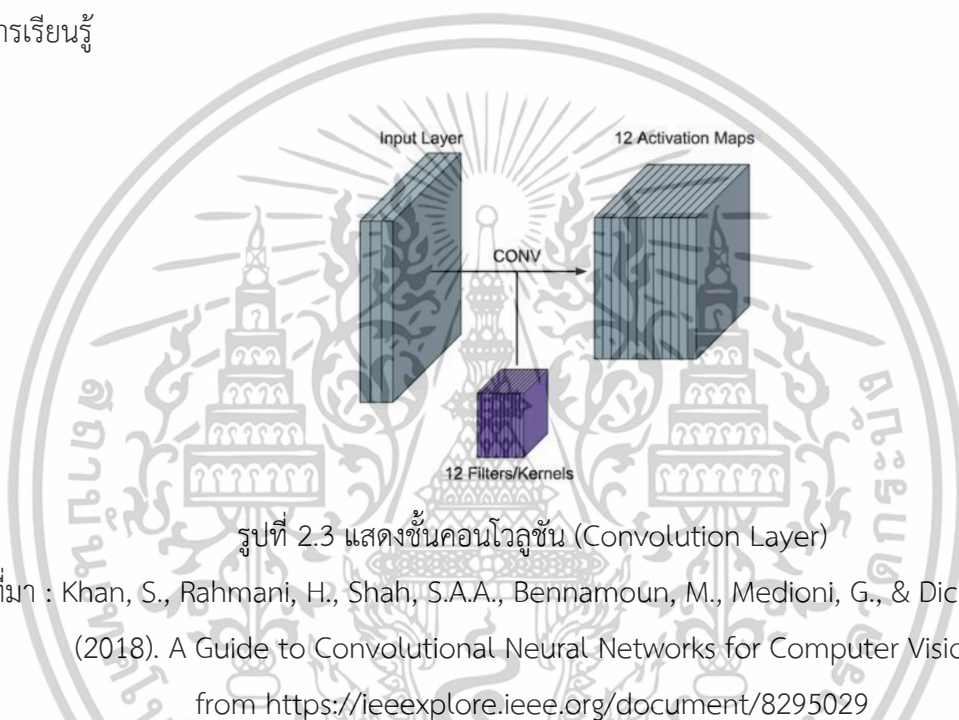 ารเรียนรู้
Input Layer
12 Activation Maps
CONV
12 Filters/Kernels
รูปที่ 2.3 แสดงชั้นคอนโวลูชัน (Convolution Layer)
ที่มา : Khan, S., Rahmani, H., Shah, S.A.A., Bennamoun, M., Medioni, G., & Dic
(2018). A Guide to Convolutional Neural Networks for Computer Visio
from https://ieeexplore.ieee.org/document/8295029